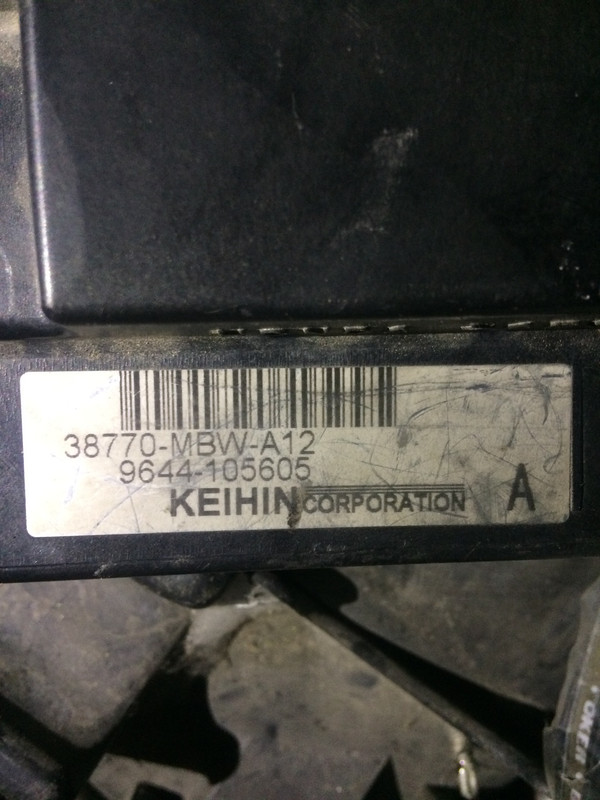 38770-MBW-A12
9644-105605
KEIHIN CORPORATION
A